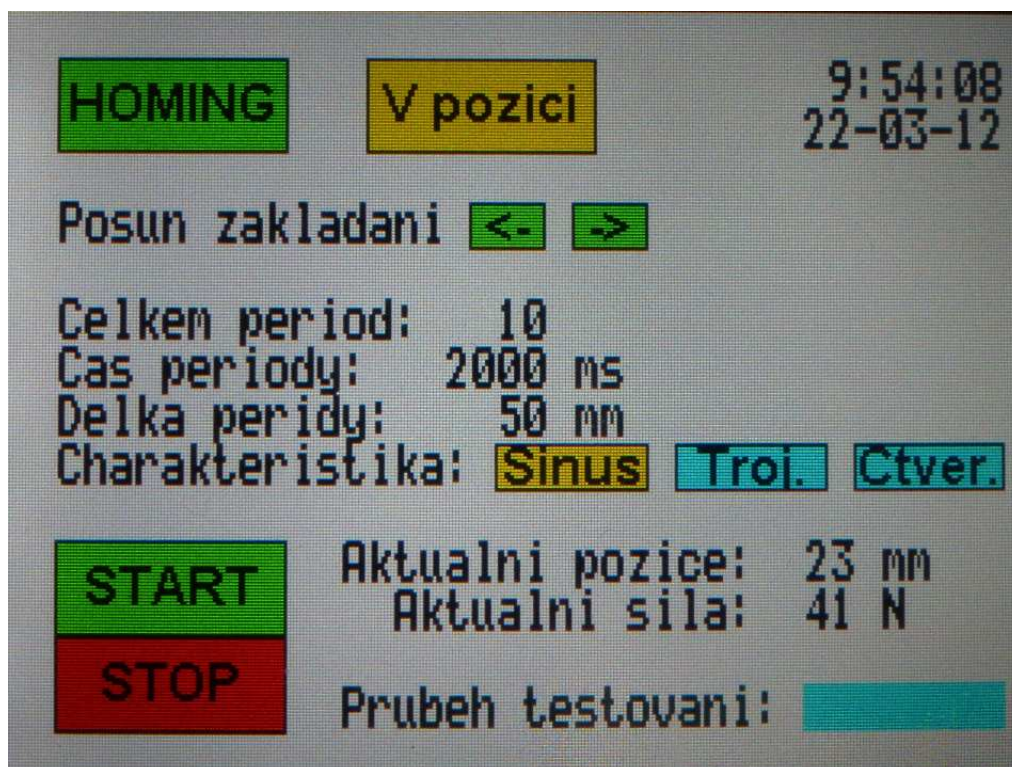 HOMING V pozici 9:54:08
22-03-12
Posun zakladani <- ->
Celkem period: 10
Cas periody: 2000 ms
Delka peridy: 50 mm
Charakteristika: Sinus Troj. Ctver.
START Aktualni pozice: 23 mm
Aktualni sila: 41 N
STOP
Prubeh testovani: